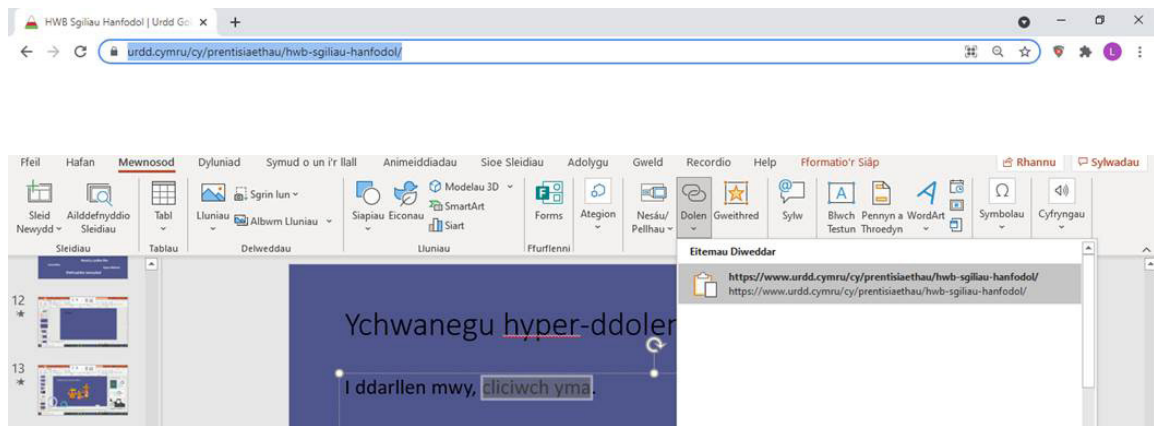 HWB Sgiliau Hanfodol | Urdd Go
urdd.cymru/cy/prentisiaethau/hwb-sgiliau-hanfodol/
L
Ffeil Hafan Mewnosod Dyluniad Symud o un i'r llall Animeiddiadau Sioe Sleidiau Adolygu Gweld Recordio Help Fformatio'r Siâp Rhannu Sylwadau
Sleid Newydd
Ailddefnyddio Sleidiau
Tabl
Lluniau
Sgrin lun
Albwm Lluniau
Siapiau
Eiconau
Modelau 3D
SmartArt
Siart
Forms
Ategion
Nesáu/ Pellhau
Dolen
Gweithred
Sylw
Blwch Testun
Pennyn a Throedyn
WordArt
Symbolau
Cyfryngau
Sleidiau Tablau Delweddau Lluniau Ffurflenni
Eitemau Diweddar
https://www.urdd.cymru/cy/prentisiaethau/hwb-sgiliau-hanfodol/
https://www.urdd.cymru/cy/prentisiaethau/hwb-sgiliau-hanfodol/
12
13
Ychwanegu hyper-ddoler
I ddarllen mwy, cliciwch yma.